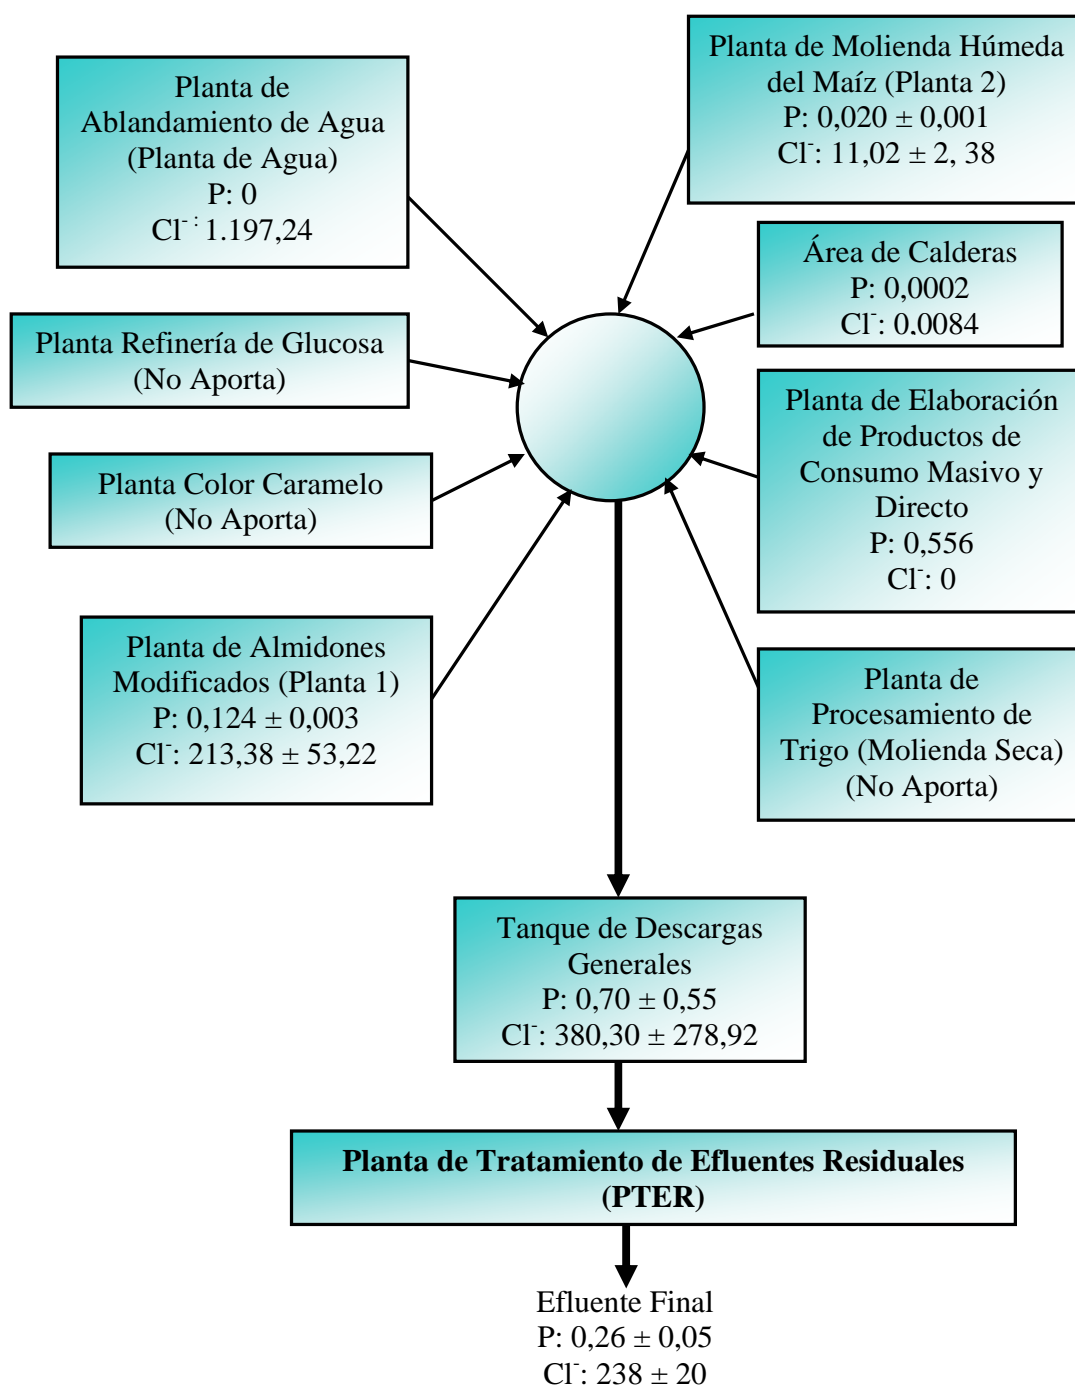 Planta de
Ablandamiento de Agua
(Planta de Agua)
P: 0
Cl⁻ : 1.197,24
Planta de Molienda Húmeda
del Maíz (Planta 2)
P: 0,020 ± 0,001
Cl⁻: 11,02 ± 2, 38
Área de Calderas
P: 0,0002
Cl⁻: 0,0084
Planta Refinería de Glucosa
(No Aporta)
Planta de Elaboración
de Productos de
Consumo Masivo y
Directo
P: 0,556
Cl⁻: 0
Planta Color Caramelo
(No Aporta)
Planta de Almidones
Modificados (Planta 1)
P: 0,124 ± 0,003
Cl⁻: 213,38 ± 53,22
Planta de
Procesamiento de
Trigo (Molienda Seca)
(No Aporta)
Tanque de Descargas
Generales
P: 0,70 ± 0,55
Cl⁻: 380,30 ± 278,92
Planta de Tratamiento de Efluentes Residuales
(PTER)
Efluente Final
P: 0,26 ± 0,05
Cl⁻: 238 ± 20